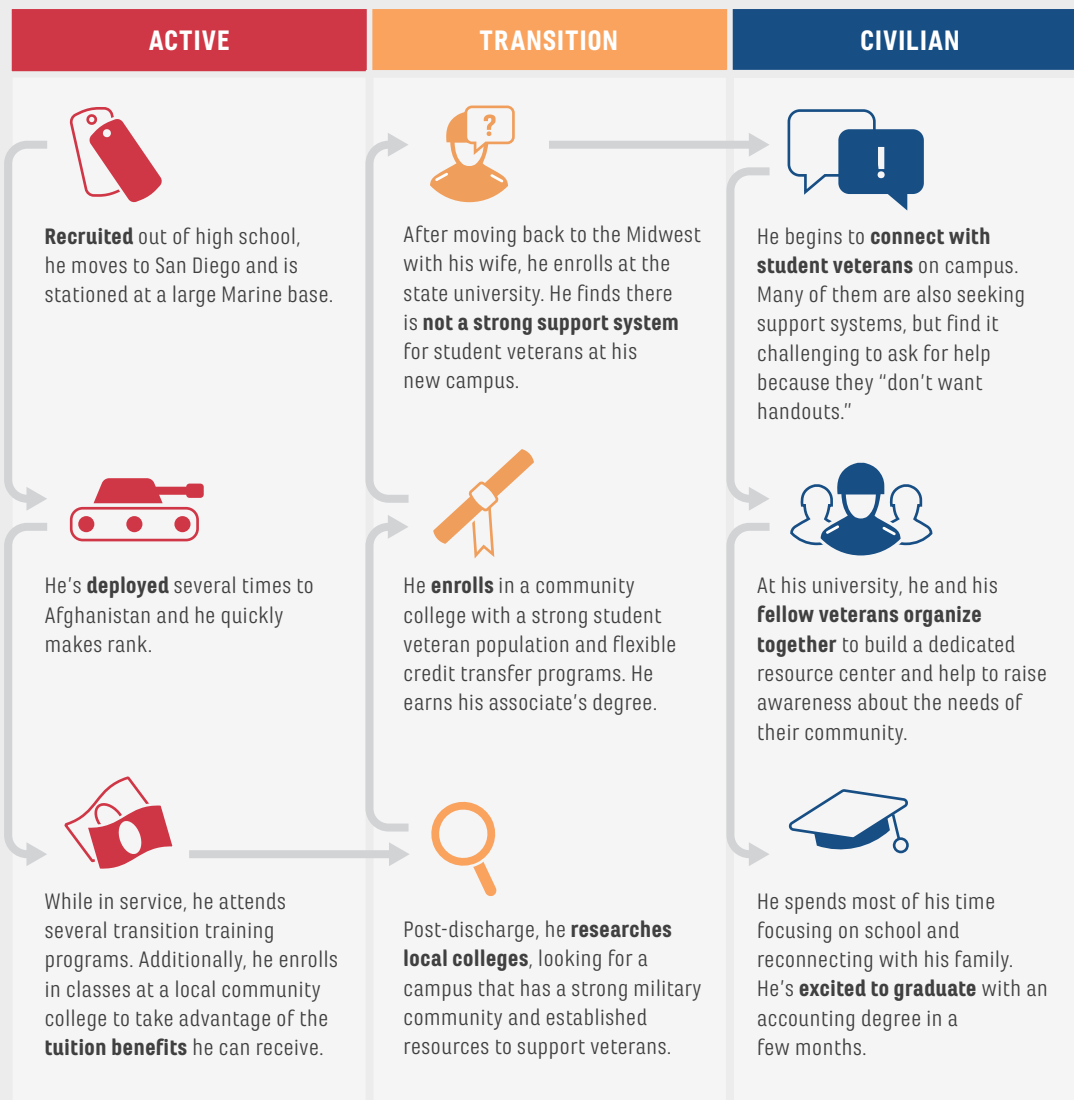 ACTIVE
Recruited out of high school,
he moves to San Diego and is
stationed at a large Marine base.
He's deployed several times to
Afghanistan and he quickly
makes rank.
While in service, he attends
several transition training
programs. Additionally, he enrolls
in classes at a local community
college to take advantage of the
tuition benefits he can receive.
TRANSITION
Post-discharge, he researches
local colleges, looking for a
campus that has a strong military
community and established
resources to support veterans.
He enrolls in a community
college with a strong student
veteran population and flexible
credit transfer programs. He
earns his associate's degree.
?
After moving back to the Midwest
with his wife, he enrolls at the
state university. He finds there
is not a strong support system
for student veterans at his
new campus.
CIVILIAN
!
He begins to connect with
student veterans on campus.
Many of them are also seeking
support systems, but find it
challenging to ask for help
because they “don't want
handouts.”
At his university, he and his
fellow veterans organize
together to build a dedicated
resource center and help to raise
awareness about the needs of
their community.
He spends most of his time
focusing on school and
reconnecting with his family.
He's excited to graduate with an
accounting degree in a
few months.